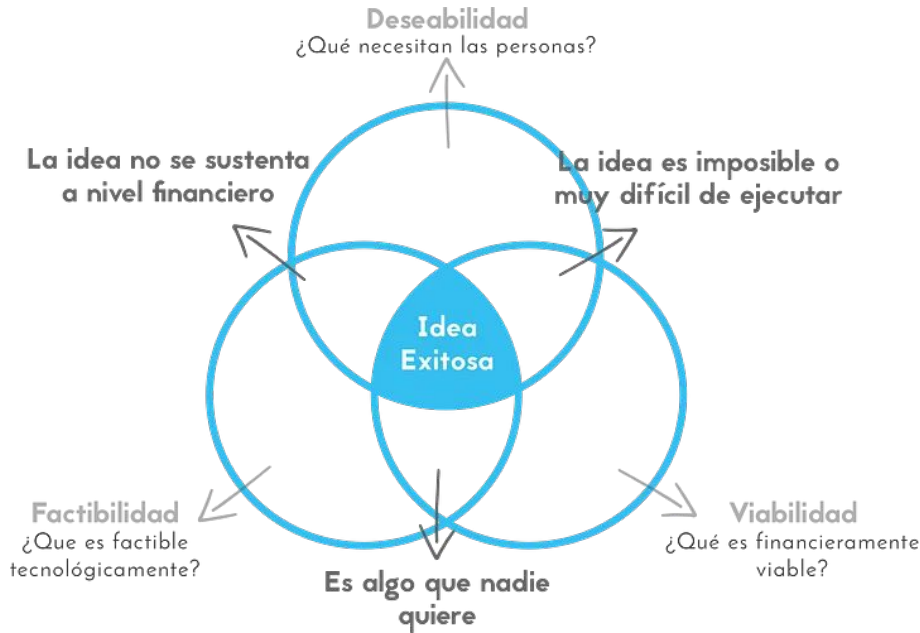 Deseabilidad
¿Qué necesitan las personas?
La idea no se sustenta
a nivel financiero
La idea es imposible o
muy difícil de ejecutar
Idea
Exitosa
Factibilidad
¿Que es factible
tecnológicamente?
Viabilidad
¿Qué es financieramente
viable?
Es algo que nadie
quiere